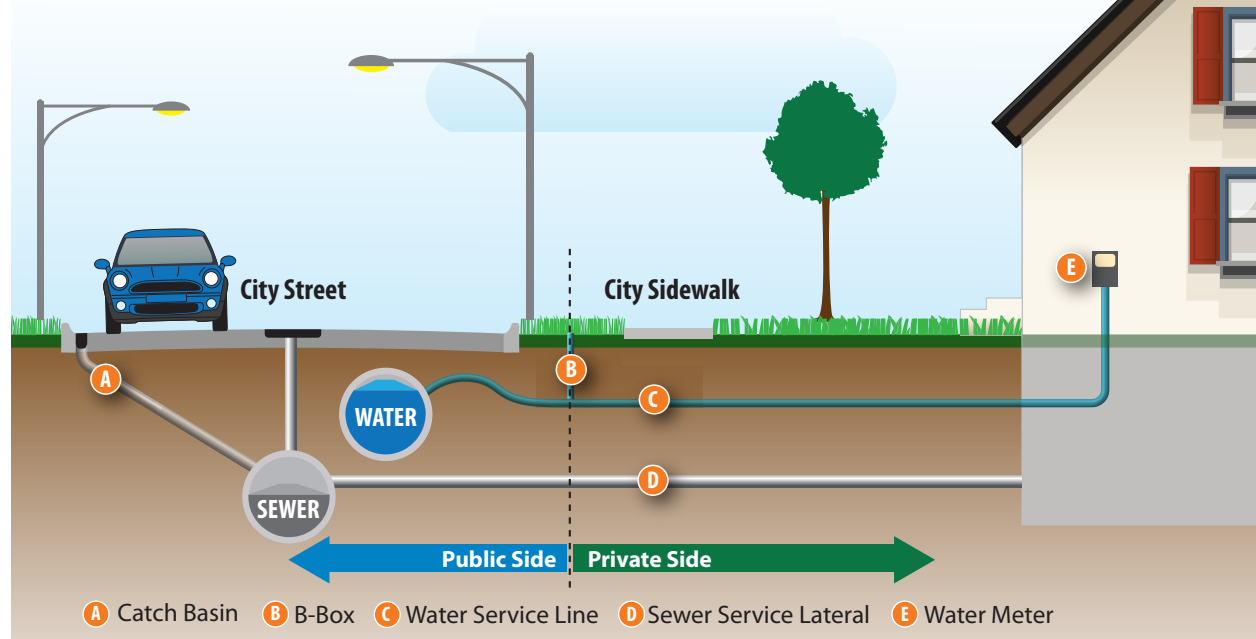 E
City Street
City Sidewalk
A
B
C
WATER
D
SEWER
Public Side
Private Side
A Catch Basin B B-Box C Water Service Line D Sewer Service Lateral E Water Meter